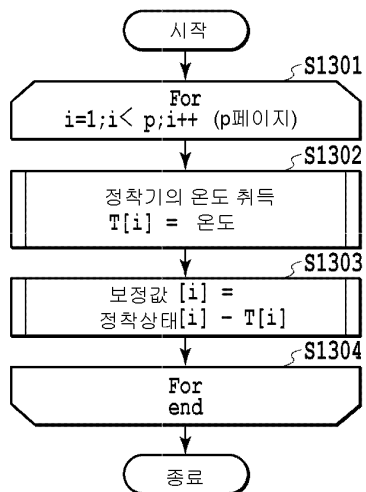 시작
S1301
For
i=1;i< p;i++ (p페이지)
S1302
정착기의 온도 취득
T[i] = 온도
S1303
보정값 [i] =
정착상태[i] - T[i]
S1304
For
end
종료